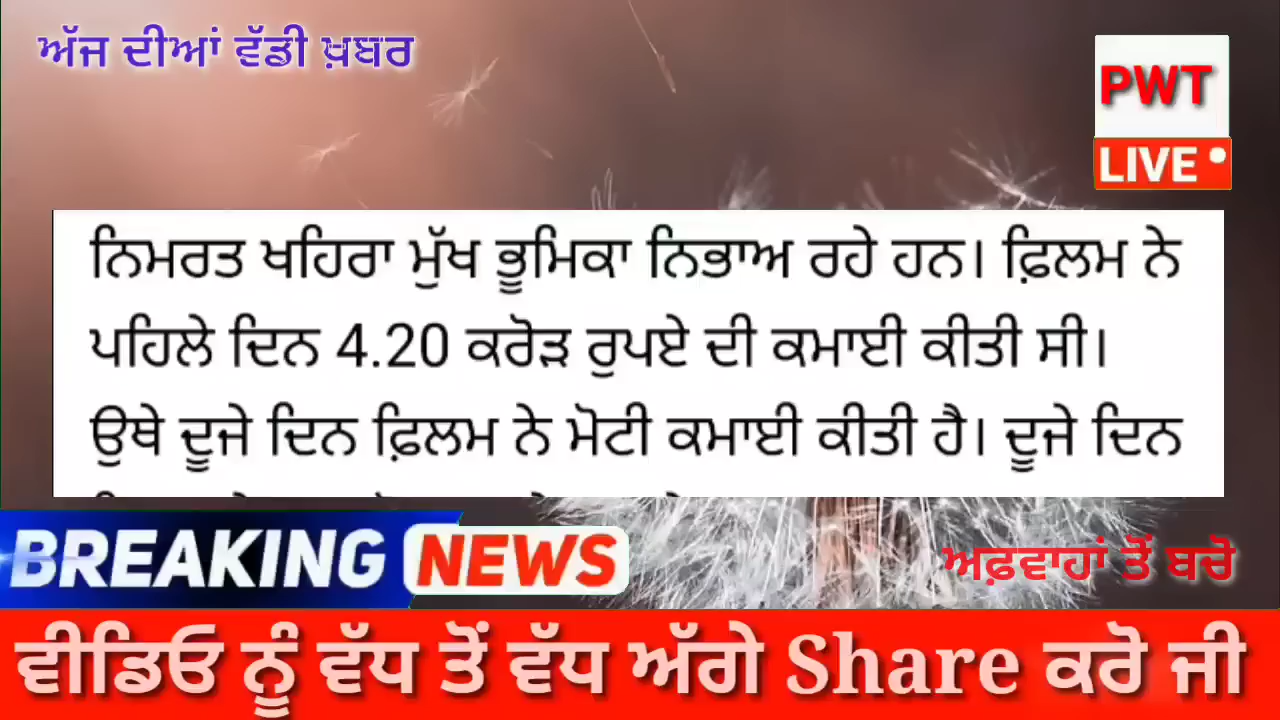 ਅੱਜ ਦੀਆਂ ਵੱਡੀ ਖ਼ਬਰ
PWT
LIVE
ਨਿਮਰਤ ਖਹਿਰਾ ਮੁੱਖ ਭੂਮਿਕਾ ਨਿਭਾਅ ਰਹੇ ਹਨ। ਫ਼ਿਲਮ ਨੇ
ਪਹਿਲੇ ਦਿਨ 4.20 ਕਰੋੜ ਰੁਪਏ ਦੀ ਕਮਾਈ ਕੀਤੀ ਸੀ।
ਉਥੇ ਦੂਜੇ ਦਿਨ ਫ਼ਿਲਮ ਨੇ ਮੋਟੀ ਕਮਾਈ ਕੀਤੀ ਹੈ। ਦੂਜੇ ਦਿਨ
BREAKING NEWS
ਅਫ਼ਵਾਹਾਂ ਤੋਂ ਬਚੋ
ਵੀਡਿਓ ਨੂੰ ਵੱਧ ਤੋਂ ਵੱਧ ਅੱਗੇ Share ਕਰੋ ਜੀ